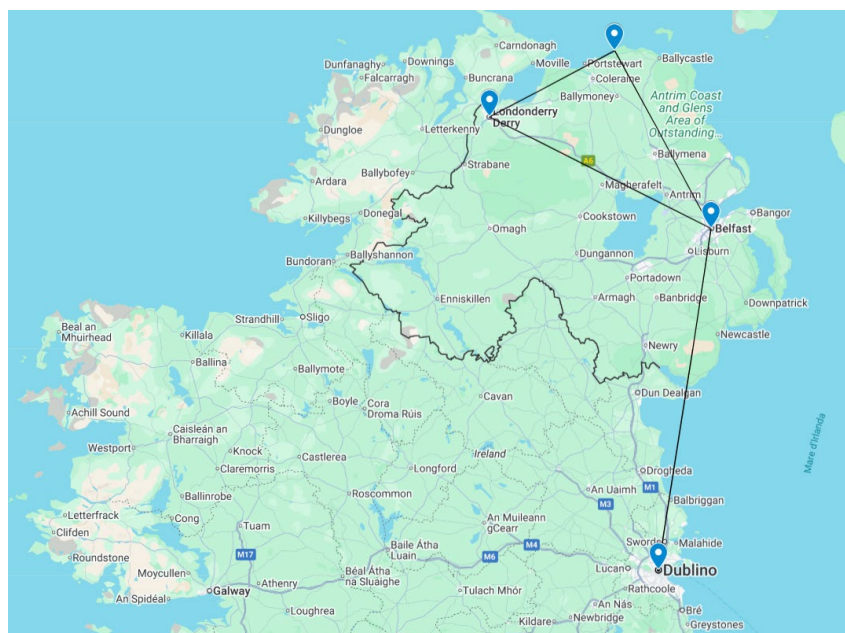 Carndonagh
Dunfanaghy
Downings
Moville
Portstewart
Ballycastle
Falcarragh
Buncrana
Coleraine
Ballymoney
Antrim Coast
and Glens
Area of
Outstanding...
Londonderry
Derry
Dungloe
Letterkenny
A6
Ballymena
Strabane
Ballybofey
Magherafelt
Antrim
Ardara
Killybegs
Donegal
Cookstown
Bangor
Omagh
Belfast
Lisburn
Ballyshannon
Bundoran
Dungannon
Portadown
Enniskillen
Armagh
Banbridge
Downpatrick
Strandhill
Sligo
Beal an
Mhuirhead
Killala
Newcastle
Newry
Ballina
Ballymote
Dun Dealgan
Achill Sound
Boyle
Cora
Droma Rúis
Cavan
Caisleán an
Bharraigh
Mare d'Irlanda
Westport
Knock
Castlerea
Ireland
Claremorris
Longford
Drogheda
Ballinrobe
Roscommon
An Uaimh
M1
Balbriggan
M3
Letterfrack
Cong
Tuam
An Muileann
gCearr
Clifden
Roundstone
M17
Baile Átha
Luain
M4
M6
Swords
Malahide
Moycullen
Athenry
Béal Átha
na Sluaighe
Lucan
Dublino
An Spidéal
Galway
Tulach Mhór
Rathcoole
Loughrea
An Nás
Newbridge
Kildare
Bré
Greystones